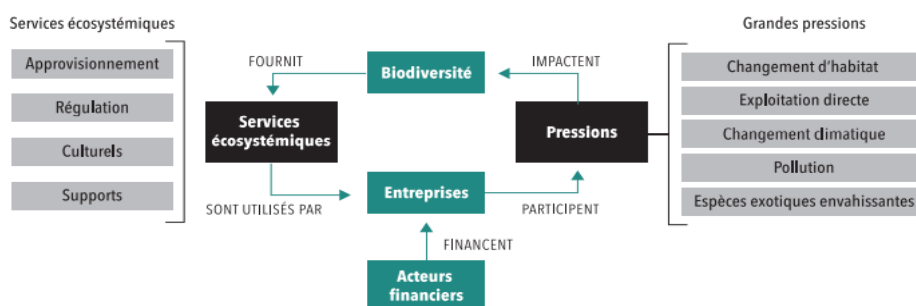 Services écosystémiques
Approvisionnement
Régulation
Culturels
Supports
FOURNIT
Biodiversité
IMPACTENT
Services
écosystémiques
Pressions
SONT UTILISÉS PAR
Entreprises
PARTICIPENT
FINANCENT
Acteurs
financiers
Grandes pressions
Changement d’habitat
Exploitation directe
Changement climatique
Pollution
Espèces exotiques envahissantes